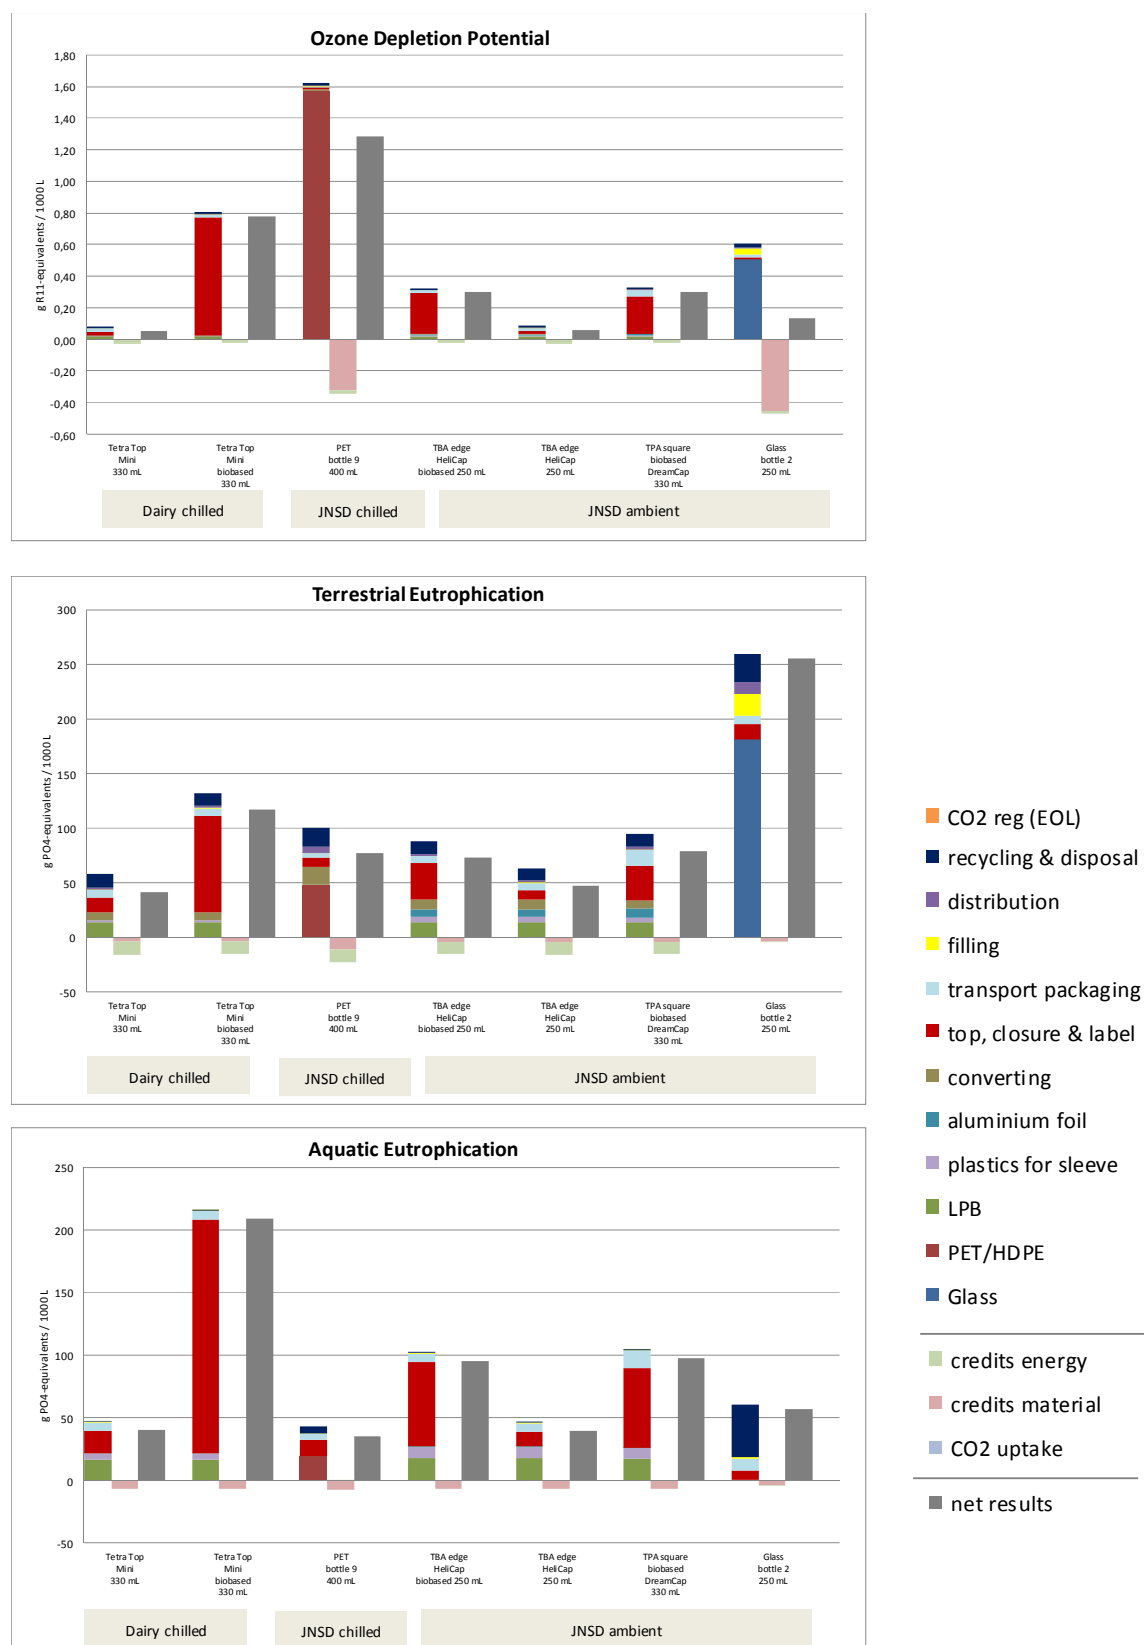 Ozone Depletion Potential
g R11-equivalents / 1000 L
1,80
1,60
1,40
1,20
1,00
0,80
0,60
0,40
0,20
0,00
-0,20
-0,40
-0,60
Tetra Top
Mini
330 mL
Tetra Top
Mini
biobased
330 mL
PET
bottle 9
400 mL
TBA edge
HeliCap
biobased 250 mL
TBA edge
HeliCap
250 mL
TPA square
biobased
DreamCap
330 mL
Glass
bottle 2
250 mL
Dairy chilled
JNSD chilled
JNSD ambient
Terrestrial Eutrophication
g PO4-equivalents / 1000 L
300
250
200
150
100
50
0
-50
Tetra Top
Mini
330 mL
Tetra Top
Mini
biobased
330 mL
PET
bottle 9
400 mL
TBA edge
HeliCap
biobased 250 mL
TBA edge
HeliCap
250 mL
TPA square
biobased
DreamCap
330 mL
Glass
bottle 2
250 mL
Dairy chilled
JNSD chilled
JNSD ambient
Aquatic Eutrophication
g PO4-equivalents / 1000 L
250
200
150
100
50
0
-50
Tetra Top
Mini
330 mL
Tetra Top
Mini
biobased
330 mL
PET
bottle 9
400 mL
TBA edge
HeliCap
biobased 250 mL
TBA edge
HeliCap
250 mL
TPA square
biobased
DreamCap
330 mL
Glass
bottle 2
250 mL
Dairy chilled
JNSD chilled
JNSD ambient
CO2 reg (EOL)
recycling & disposal
distribution
filling
transport packaging
top, closure & label
converting
aluminium foil
plastics for sleeve
LPB
PET/HDPE
Glass
credits energy
credits material
CO2 uptake
net results